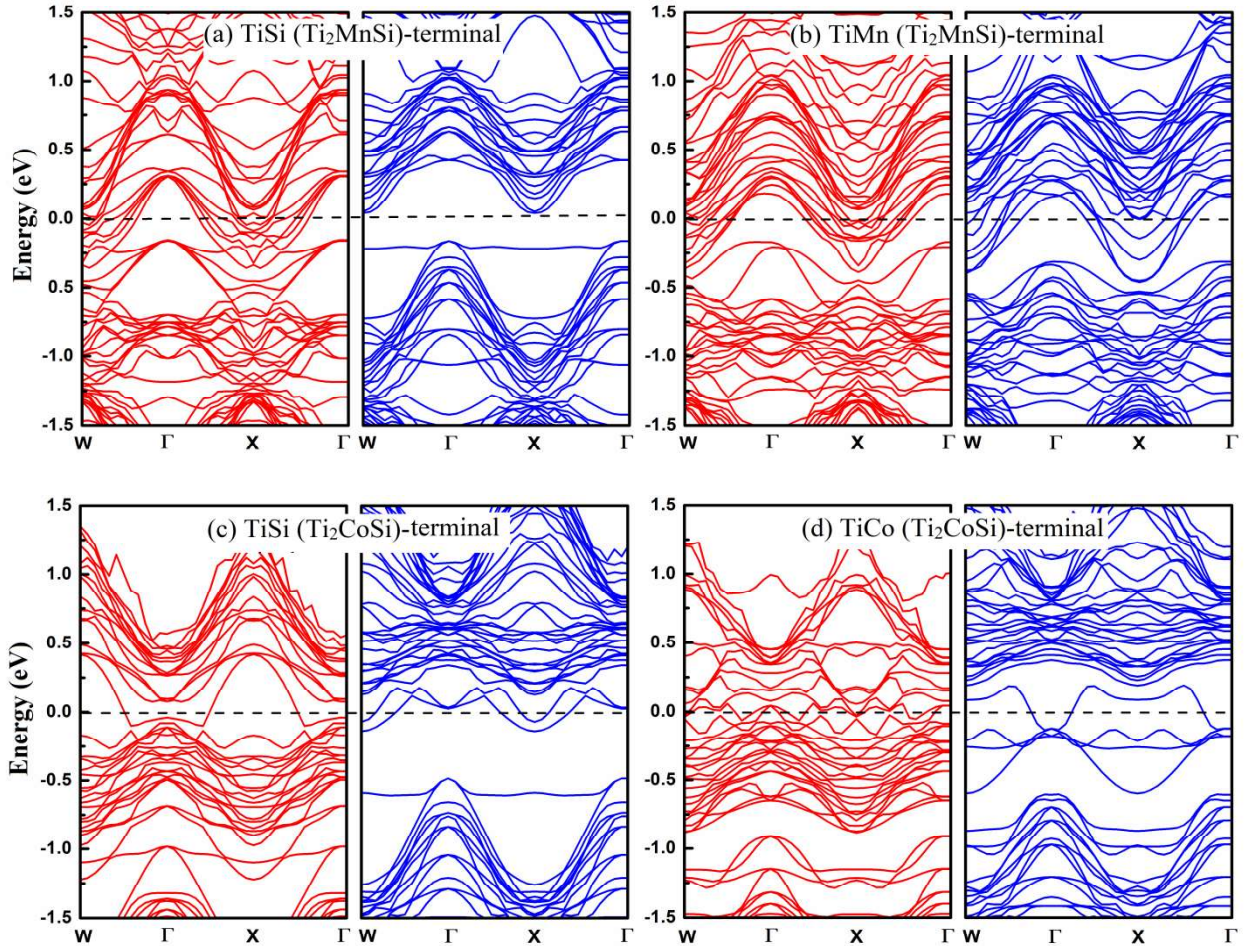 (a) TiSi (Ti₂MnSi)-terminal
(b) TiMn (Ti₂MnSi)-terminal
Energy (eV)
1.5
1.0
0.5
0.0
-0.5
-1.0
-1.5
W Γ X Γ
W Γ X Γ
1.5
1.0
0.5
0.0
-0.5
-1.0
-1.5
W Γ X Γ
W Γ X Γ
(c) TiSi (Ti₂CoSi)-terminal
(d) TiCo (Ti₂CoSi)-terminal
Energy (eV)
1.5
1.0
0.5
0.0
-0.5
-1.0
-1.5
W Γ X Γ
W Γ X Γ
1.5
1.0
0.5
0.0
-0.5
-1.0
-1.5
W Γ X Γ
W Γ X Γ